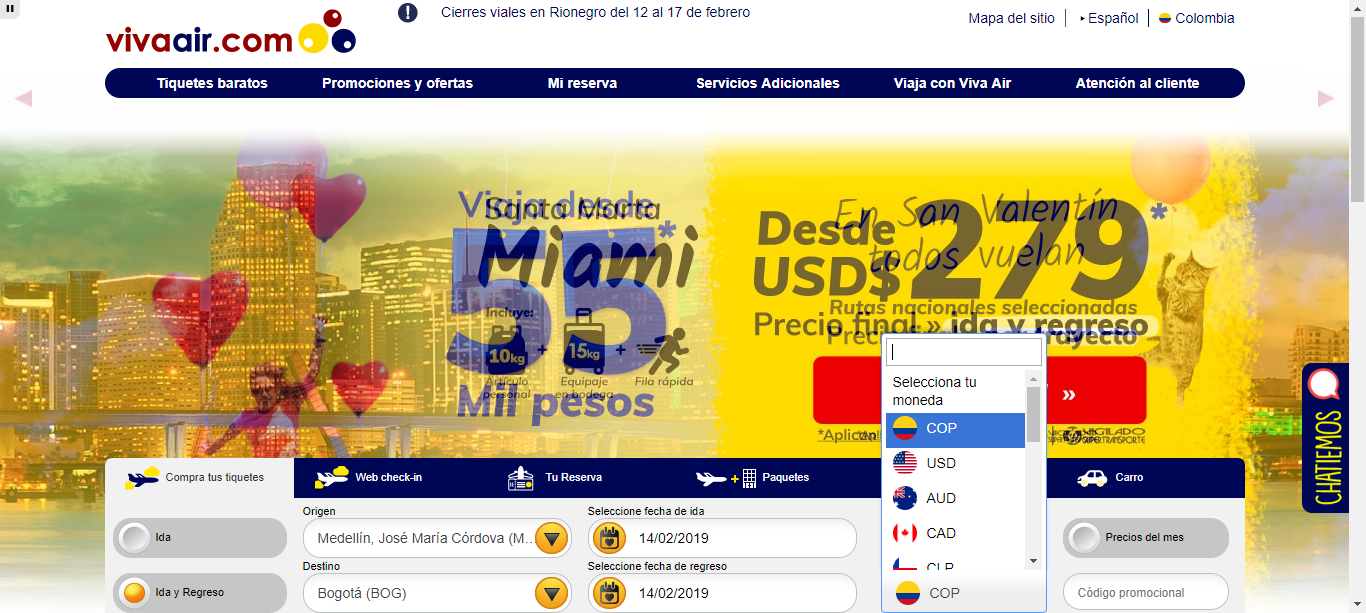 Cierres viales en Rionegro del 12 al 17 de febrero
Mapa del sitio
Español
Colombia
vivaair.com
Tiquetes baratos
Promociones y ofertas
Mi reserva
Servicios Adicionales
Viaja con Viva Air
Atención al cliente
Viaja desde
Santa Marta
Miami
55*
Incluye:
10kg + 15kg +
Artículo personal
Equipaje en bodega
Fila rápida
Mil pesos
En San Valentín
todos vuelan
Desde
USD$ 279*
Rutas nacionales seleccionadas
Precio final » ida y regreso
»
*Aplican
VIGILADO
SUPERTRANSPORTE
Selecciona tu
moneda
COP
USD
AUD
CAD
CLP
COP
CHATIEMOS
Compra tus tiquetes
Web check-in
Tu Reserva
Paquetes
Carro
Ida
Ida y Regreso
Origen
Medellín, José María Córdova (M...
Destino
Bogotá (BOG)
Seleccione fecha de ida
14/02/2019
Seleccione fecha de regreso
14/02/2019
Precios del mes
Código promocional